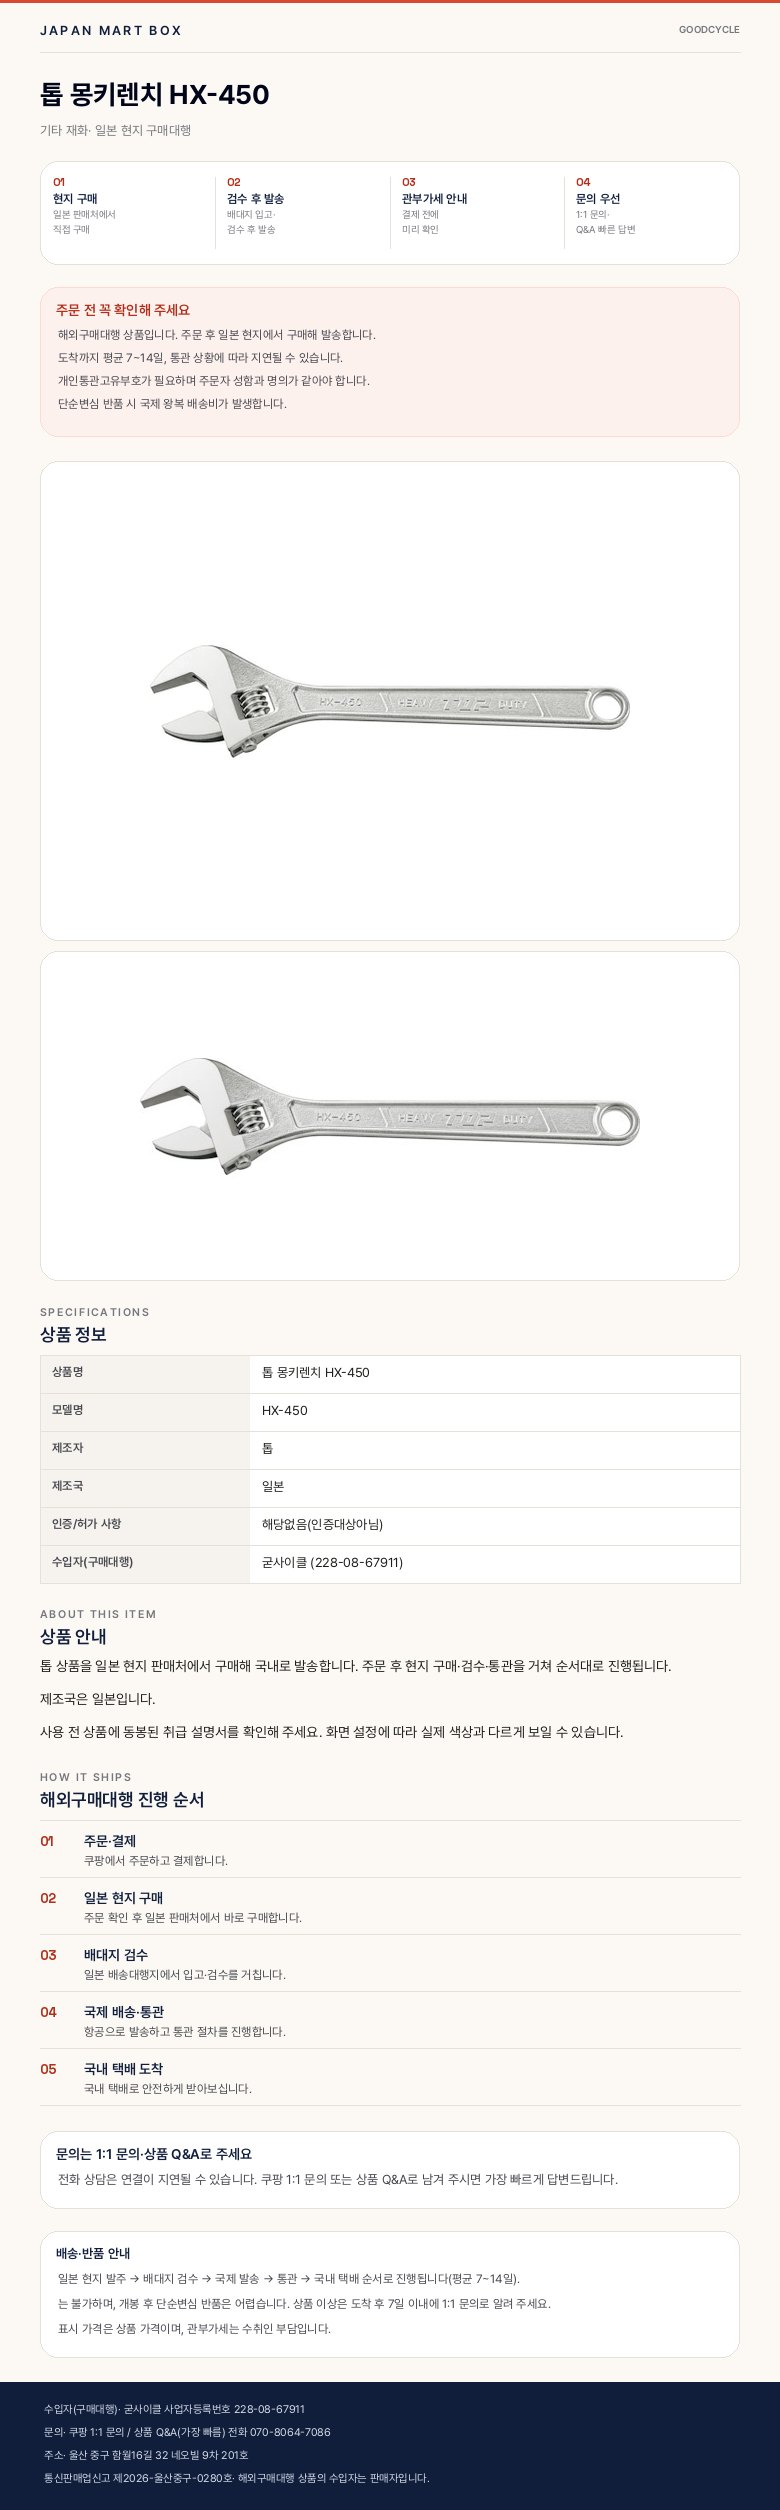 JAPAN MART BOX
GOODCYCLE
톱 몽키렌치 HX-450
기타 재화· 일본 현지 구매대행
01
현지 구매
일본 판매처에서
직접 구매
02
검수 후 발송
배대지 입고·
검수 후 발송
03
관부가세 안내
결제 전에
미리 확인
04
문의 우선
1:1 문의·
Q&A 빠른 답변
주문 전 꼭 확인해 주세요
해외구매대행 상품입니다. 주문 후 일본 현지에서 구매해 발송합니다.
도착까지 평균 7~14일, 통관 상황에 따라 지연될 수 있습니다.
개인통관고유부호가 필요하며 주문자 성함과 명의가 같아야 합니다.
단순변심 반품 시 국제 왕복 배송비가 발생합니다.
HX-450 HEAVY DUTY
HX-450 HEAVY DUTY
SPECIFICATIONS
상품 정보
상품명 톱 몽키렌치 HX-450
모델명 HX-450
제조자 톱
제조국 일본
인증/허가 사항 해당없음(인증대상아님)
수입자(구매대행) 굳사이클 (228-08-67911)
ABOUT THIS ITEM
상품 안내
톱 상품을 일본 현지 판매처에서 구매해 국내로 발송합니다. 주문 후 현지 구매·검수·통관을 거쳐 순서대로 진행됩니다.
제조국은 일본입니다.
사용 전 상품에 동봉된 취급 설명서를 확인해 주세요. 화면 설정에 따라 실제 색상과 다르게 보일 수 있습니다.
HOW IT SHIPS
해외구매대행 진행 순서
01 주문·결제
쿠팡에서 주문하고 결제합니다.
02 일본 현지 구매
주문 확인 후 일본 판매처에서 바로 구매합니다.
03 배대지 검수
일본 배송대행지에서 입고·검수를 거칩니다.
04 국제 배송·통관
항공으로 발송하고 통관 절차를 진행합니다.
05 국내 택배 도착
국내 택배로 안전하게 받아보십니다.
문의는 1:1 문의·상품 Q&A로 주세요
전화 상담은 연결이 지연될 수 있습니다. 쿠팡 1:1 문의 또는 상품 Q&A로 남겨 주시면 가장 빠르게 답변드립니다.
배송·반품 안내
일본 현지 발주 → 배대지 검수 → 국제 발송 → 통관 → 국내 택배 순서로 진행됩니다(평균 7~14일).
는 불가하며, 개봉 후 단순변심 반품은 어렵습니다. 상품 이상은 도착 후 7일 이내에 1:1 문의로 알려 주세요.
표시 가격은 상품 가격이며, 관부가세는 수취인 부담입니다.
수입자(구매대행)· 굳사이클 사업자등록번호 228-08-67911
문의· 쿠팡 1:1 문의 / 상품 Q&A(가장 빠름) 전화 070-8064-7086
주소· 울산 중구 함월16길 32 네오빌 9차 201호
통신판매업신고 제2026-울산중구-0280호· 해외구매대행 상품의 수입자는 판매자입니다.